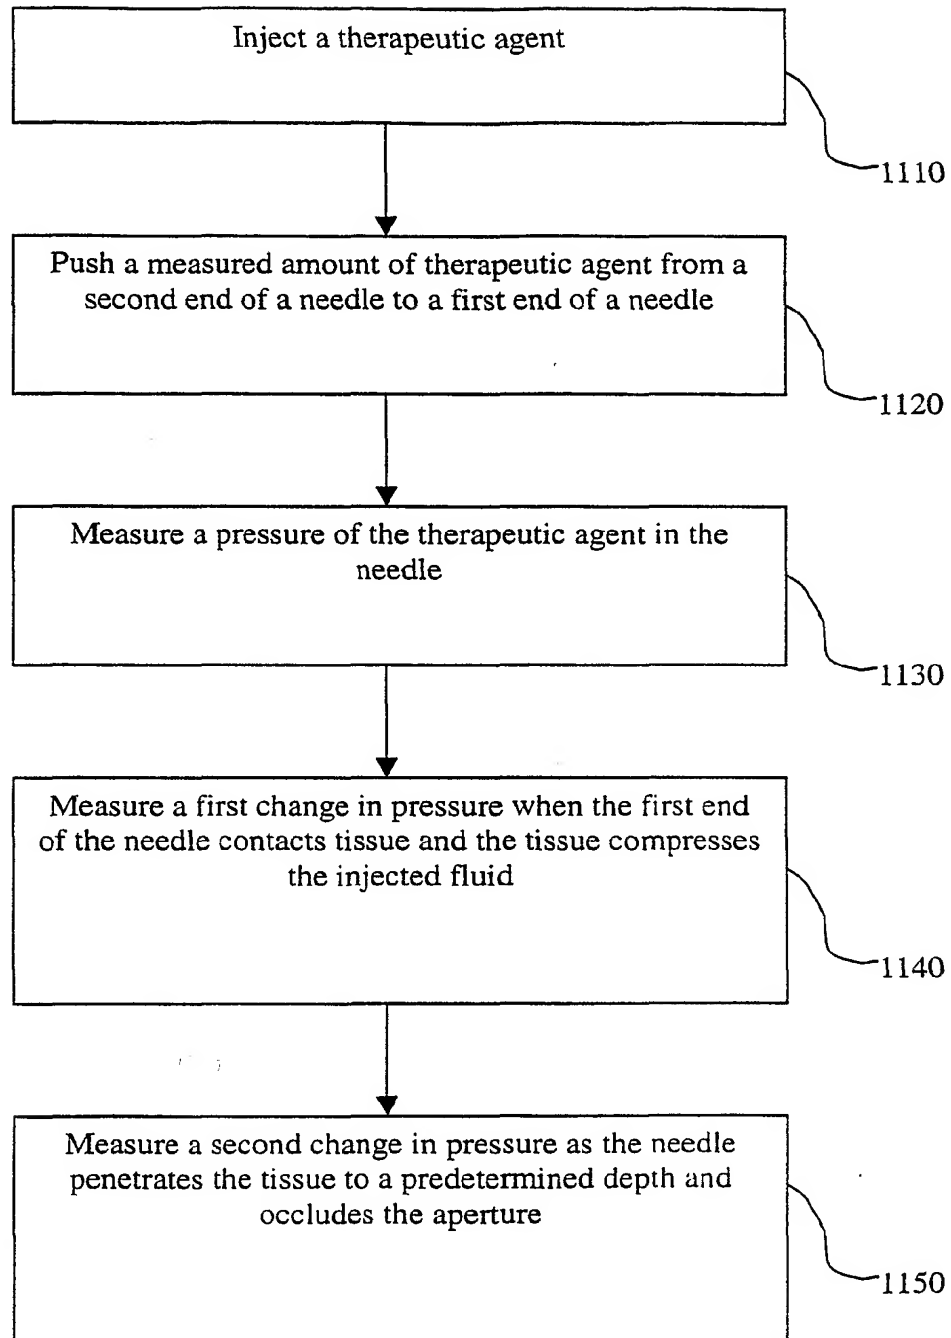 Inject a therapeutic agent
1110
Push a measured amount of therapeutic agent from a
second end of a needle to a first end of a needle
1120
Measure a pressure of the therapeutic agent in the
needle
1130
Measure a first change in pressure when the first end
of the needle contacts tissue and the tissue compresses
the injected fluid
1140
Measure a second change in pressure as the needle
penetrates the tissue to a predetermined depth and
occludes the aperture
1150